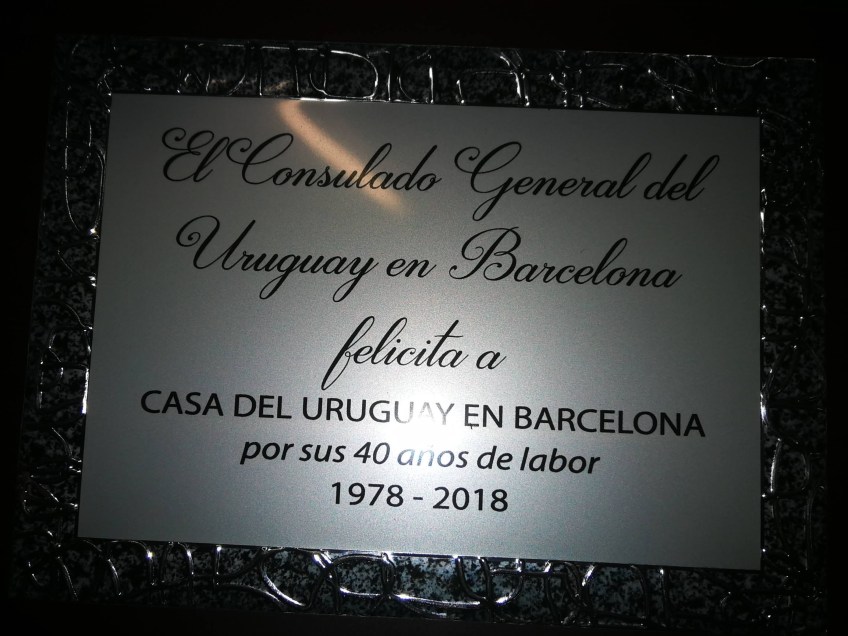 El Consulado General del
Uruguay en Barcelona
felicita a
CASA DEL URUGUAY EN BARCELONA
por sus 40 años de labor
1978 - 2018